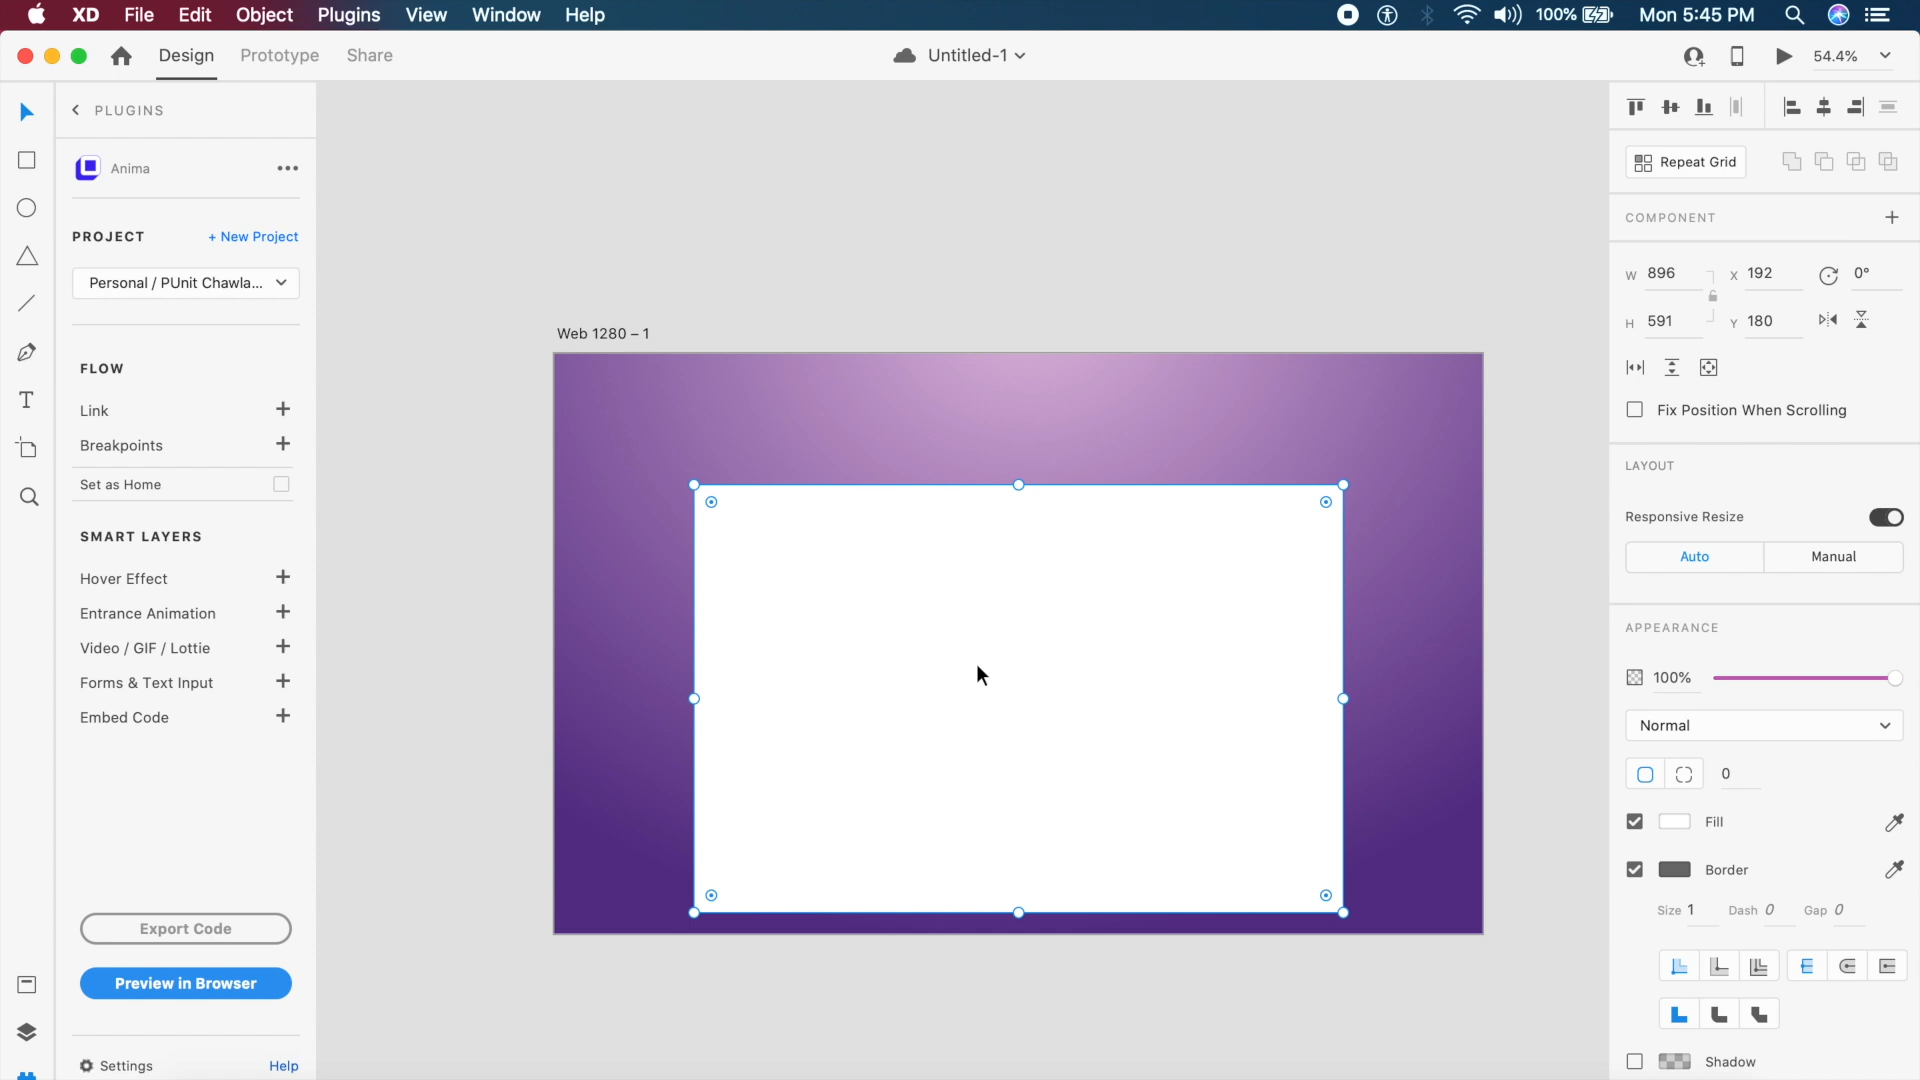 XD File Edit Object Plugins View Window Help 100% Mon 5:45 PM
Design Prototype Share Untitled-1 54.4%
PLUGINS
Anima
Repeat Grid
PROJECT + New Project
COMPONENT
Personal / PUnit Chawla...
W 896 X 192 0°
H 591 Y 180
Web 1280 – 1
FLOW
Link
Fix Position When Scrolling
Breakpoints
LAYOUT
Set as Home
Responsive Resize
SMART LAYERS
Auto Manual
Hover Effect
Entrance Animation
APPEARANCE
Video / GIF / Lottie
Forms & Text Input
100%
Embed Code
Normal
0
Fill
Border
Size 1 Dash 0 Gap 0
Export Code
Preview in Browser
Settings Help
Shadow